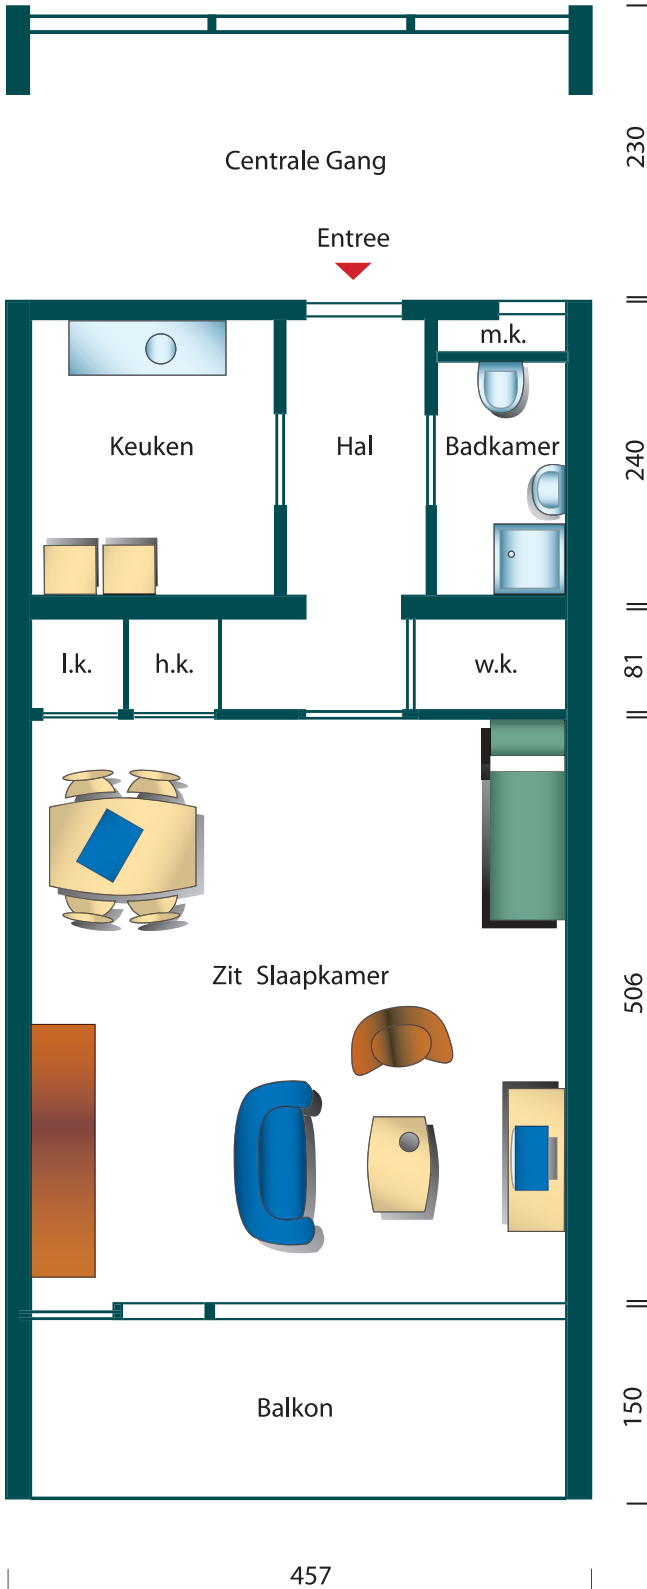 230
Centrale Gang
Entree
m.k.
Keuken
Hal
Badkamer
240
l.k.
h.k.
w.k.
81
Zit Slaapkamer
506
Balkon
150
457